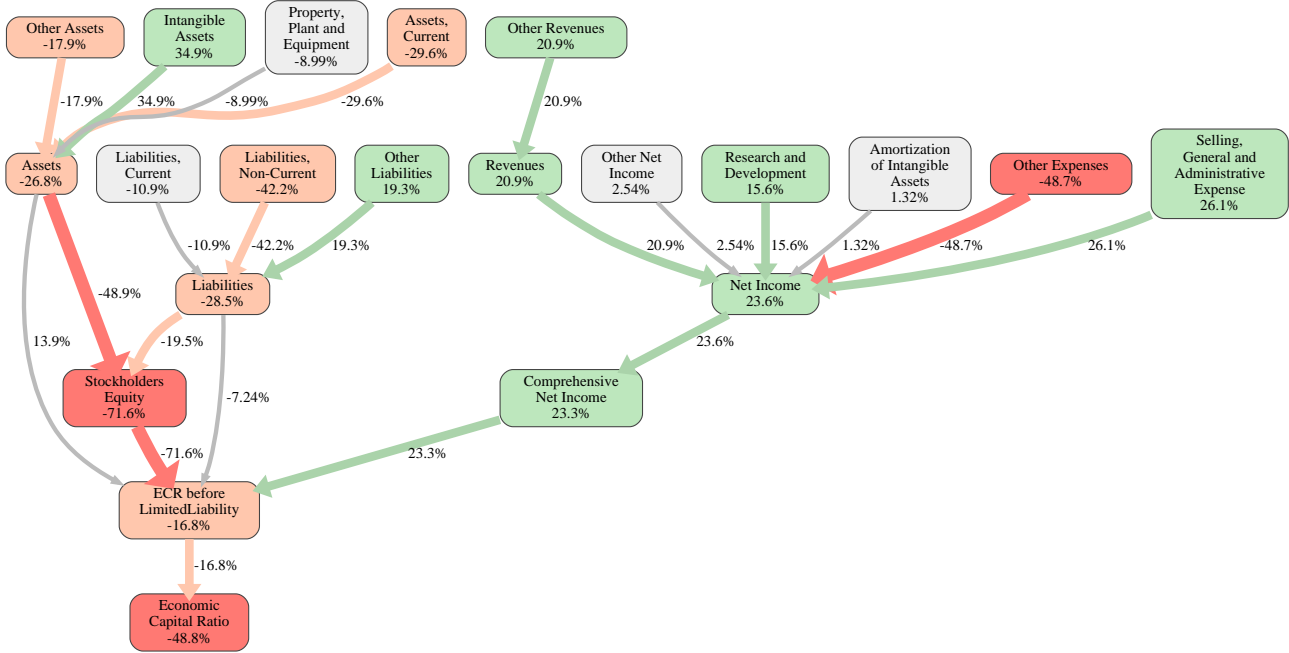 Other Assets
-17.9%
Intangible
Assets
34.9%
Property,
Plant and
Equipment
-8.99%
Assets,
Current
-29.6%
Other Revenues
20.9%
-17.9%
34.9%
-8.99%
-29.6%
20.9%
Assets
-26.8%
Liabilities,
Current
-10.9%
Liabilities,
Non-Current
-42.2%
Other
Liabilities
19.3%
Revenues
20.9%
Other Net
Income
2.54%
Research and
Development
15.6%
Amortization
of Intangible
Assets
1.32%
Other Expenses
-48.7%
Selling,
General and
Administrative
Expense
26.1%
-10.9%
-42.2%
19.3%
20.9%
2.54%
15.6%
1.32%
-48.7%
26.1%
Liabilities
-28.5%
Net Income
23.6%
-48.9%
13.9%
-19.5%
23.6%
-7.24%
Stockholders
Equity
-71.6%
Comprehensive
Net Income
23.3%
-71.6%
23.3%
ECR before
LimitedLiability
-16.8%
-16.8%
Economic
Capital Ratio
-48.8%